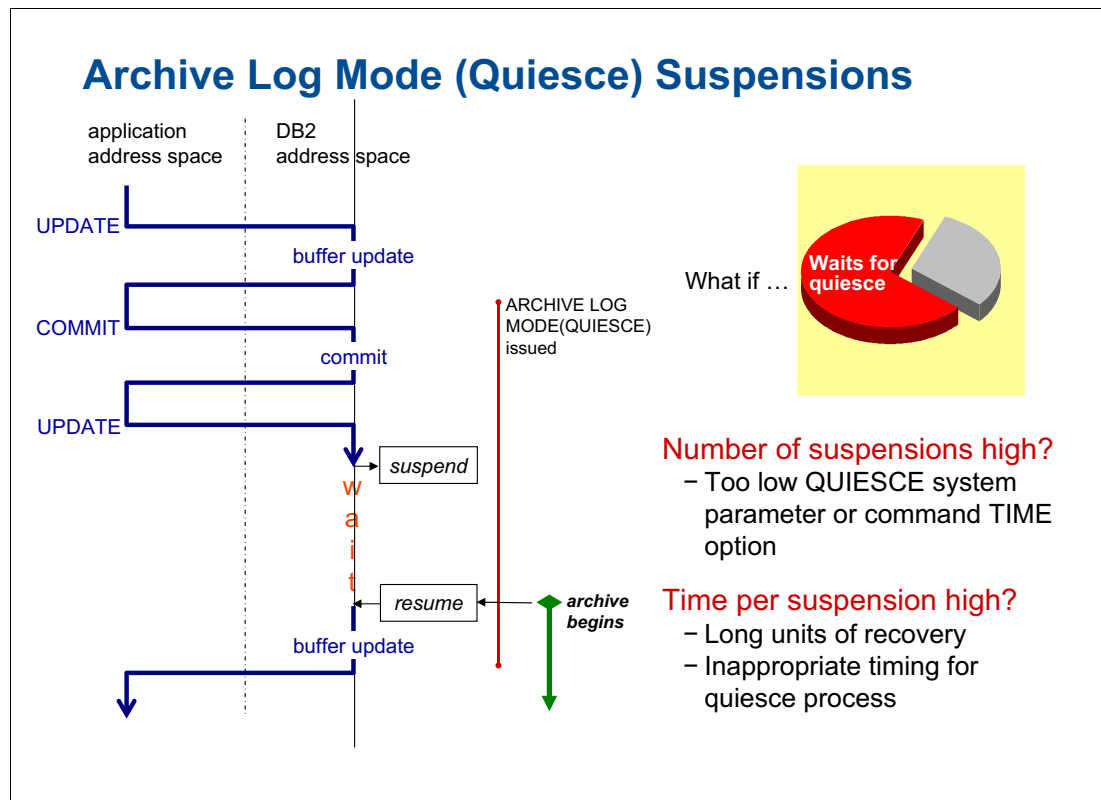 Archive Log Mode (Quiesce) Suspensions
application
address space
DB2
address space
UPDATE
buffer update
COMMIT
commit
UPDATE
suspend
wait
resume
buffer update
ARCHIVE LOG
MODE(QUIESCE)
issued
archive
begins
What if …
Waits for
quiesce
Number of suspensions high?
− Too low QUIESCE system
parameter or command TIME
option
Time per suspension high?
− Long units of recovery
− Inappropriate timing for
quiesce process